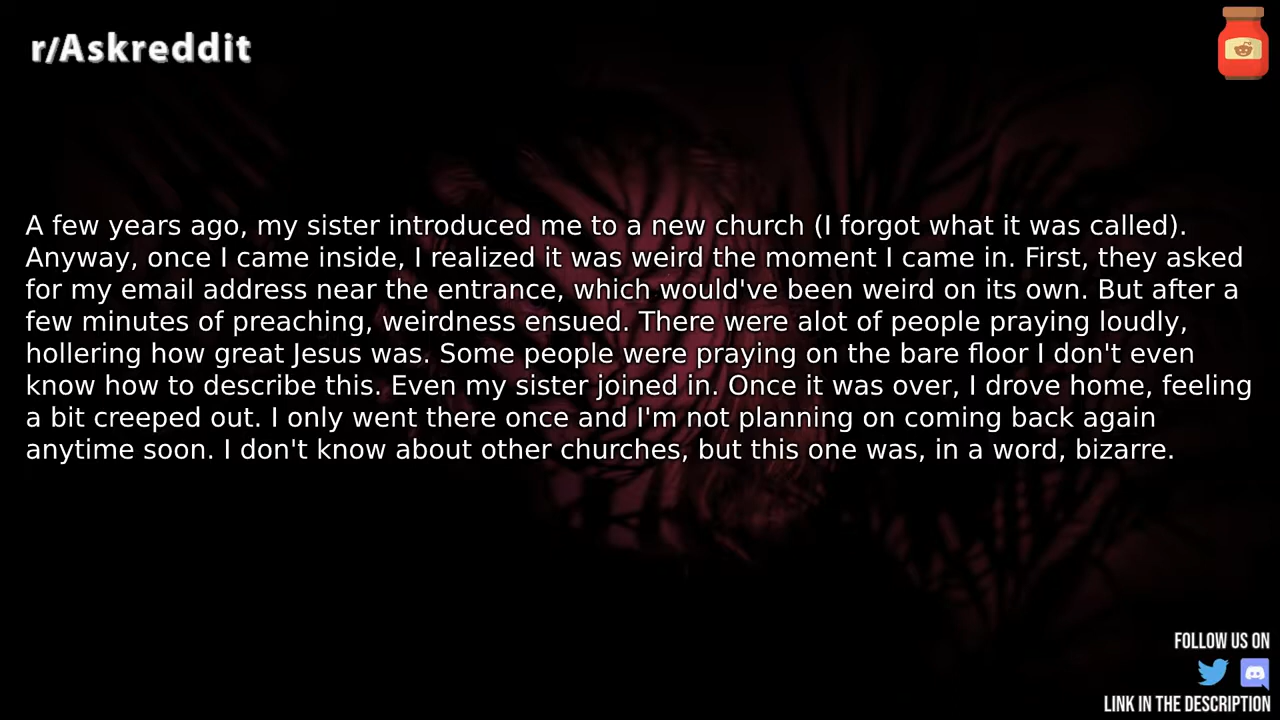 r/Askreddit
A few years ago, my sister introduced me to a new church (I forgot what it was called).
Anyway, once I came inside, I realized it was weird the moment I came in. First, they asked
for my email address near the entrance, which would've been weird on its own. But after a
few minutes of preaching, weirdness ensued. There were alot of people praying loudly,
hollering how great Jesus was. Some people were praying on the bare floor I don't even
know how to describe this. Even my sister joined in. Once it was over, I drove home, feeling
a bit creeped out. I only went there once and I'm not planning on coming back again
anytime soon. I don't know about other churches, but this one was, in a word, bizarre.
FOLLOW US ON
LINK IN THE DESCRIPTION